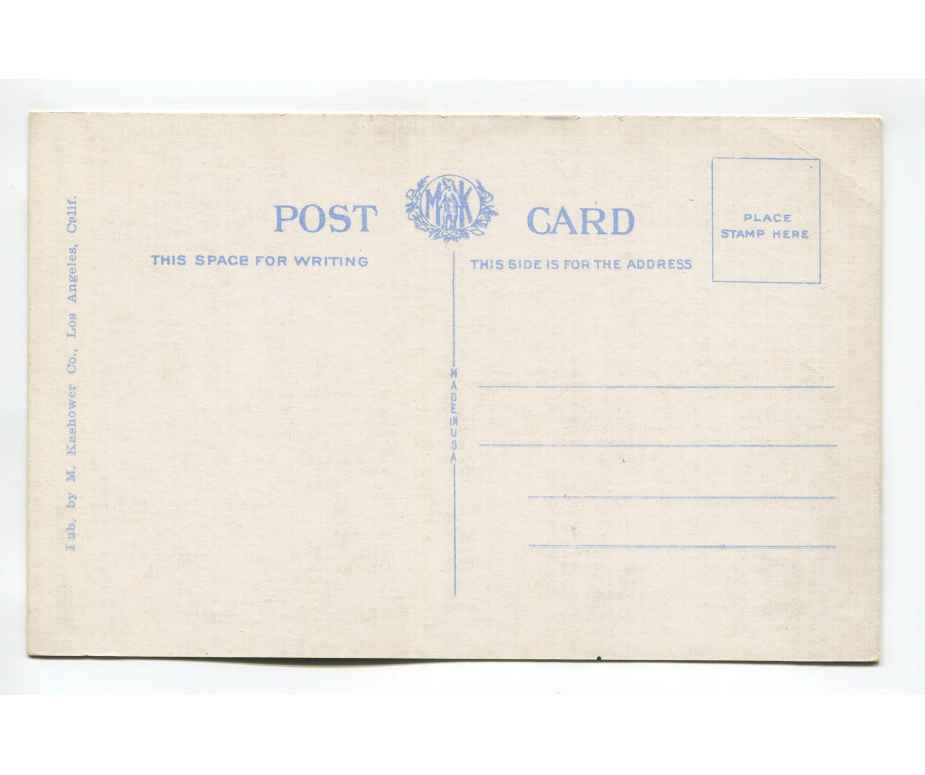 POST CARD
M K
THIS SPACE FOR WRITING
THIS SIDE IS FOR THE ADDRESS
PLACE
STAMP HERE
MADE IN USA
Pub. by M. Kashower Co., Los Angeles, Calif.